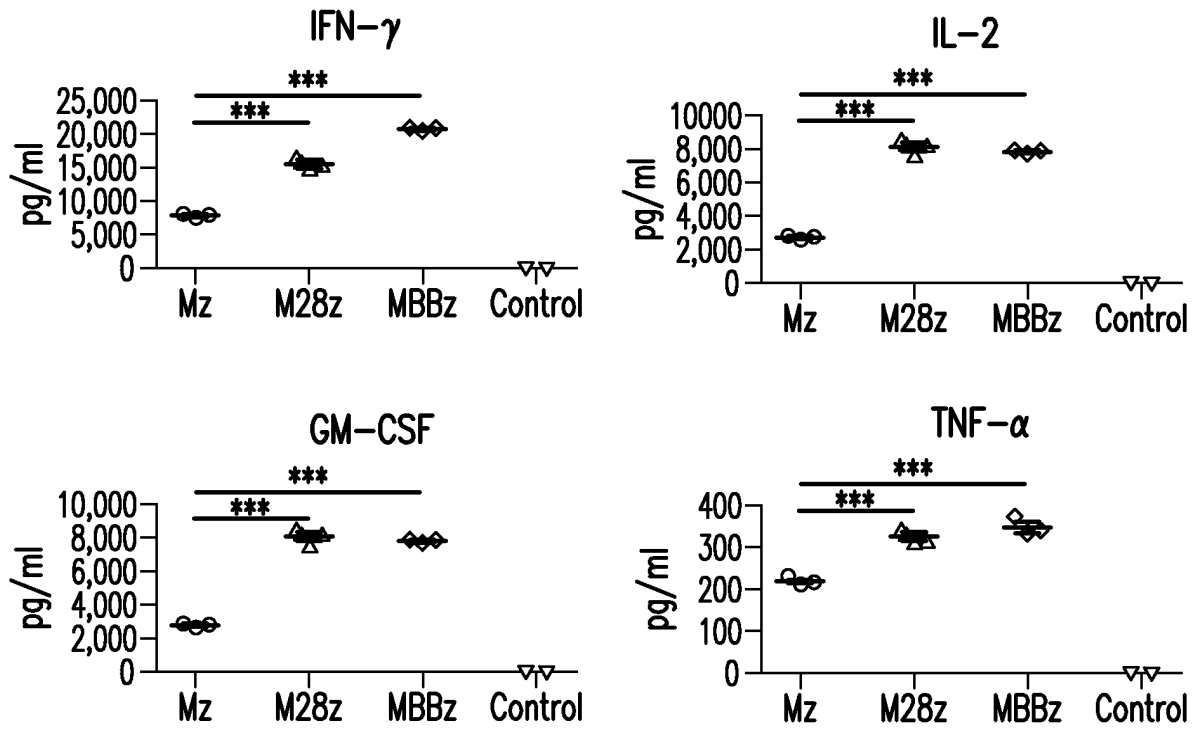 IFN-γ
***
***
25,000
20,000
15,000
10,000
5,000
0
pg/ml
Mz M28z MBBz Control
IL-2
***
***
10000
8,000
6,000
4,000
2,000
0
pg/ml
Mz M28z MBBz Control
GM-CSF
***
***
10,000
8,000
6,000
4,000
2,000
0
pg/ml
Mz M28z MBBz Control
TNF-α
***
***
400
300
200
100
0
pg/ml
Mz M28z MBBz Control